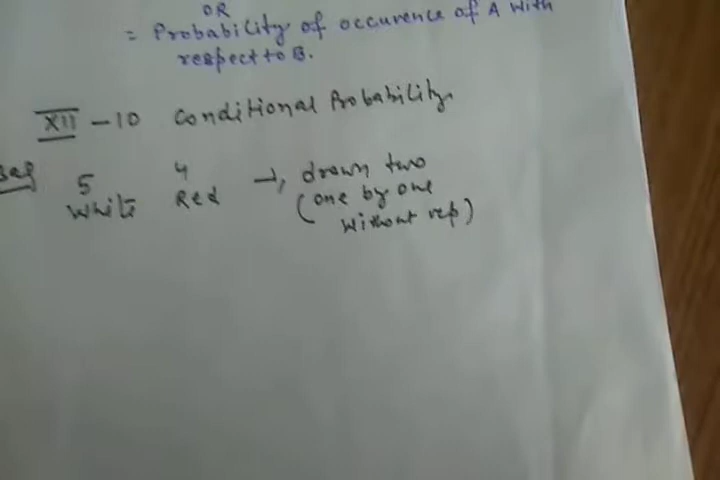 OR
= Probability of occurence of A with
respect to B.
XII - 10 Conditional Probability
Bag 5 White 4 Red → drawn two
(one by one
without rep)